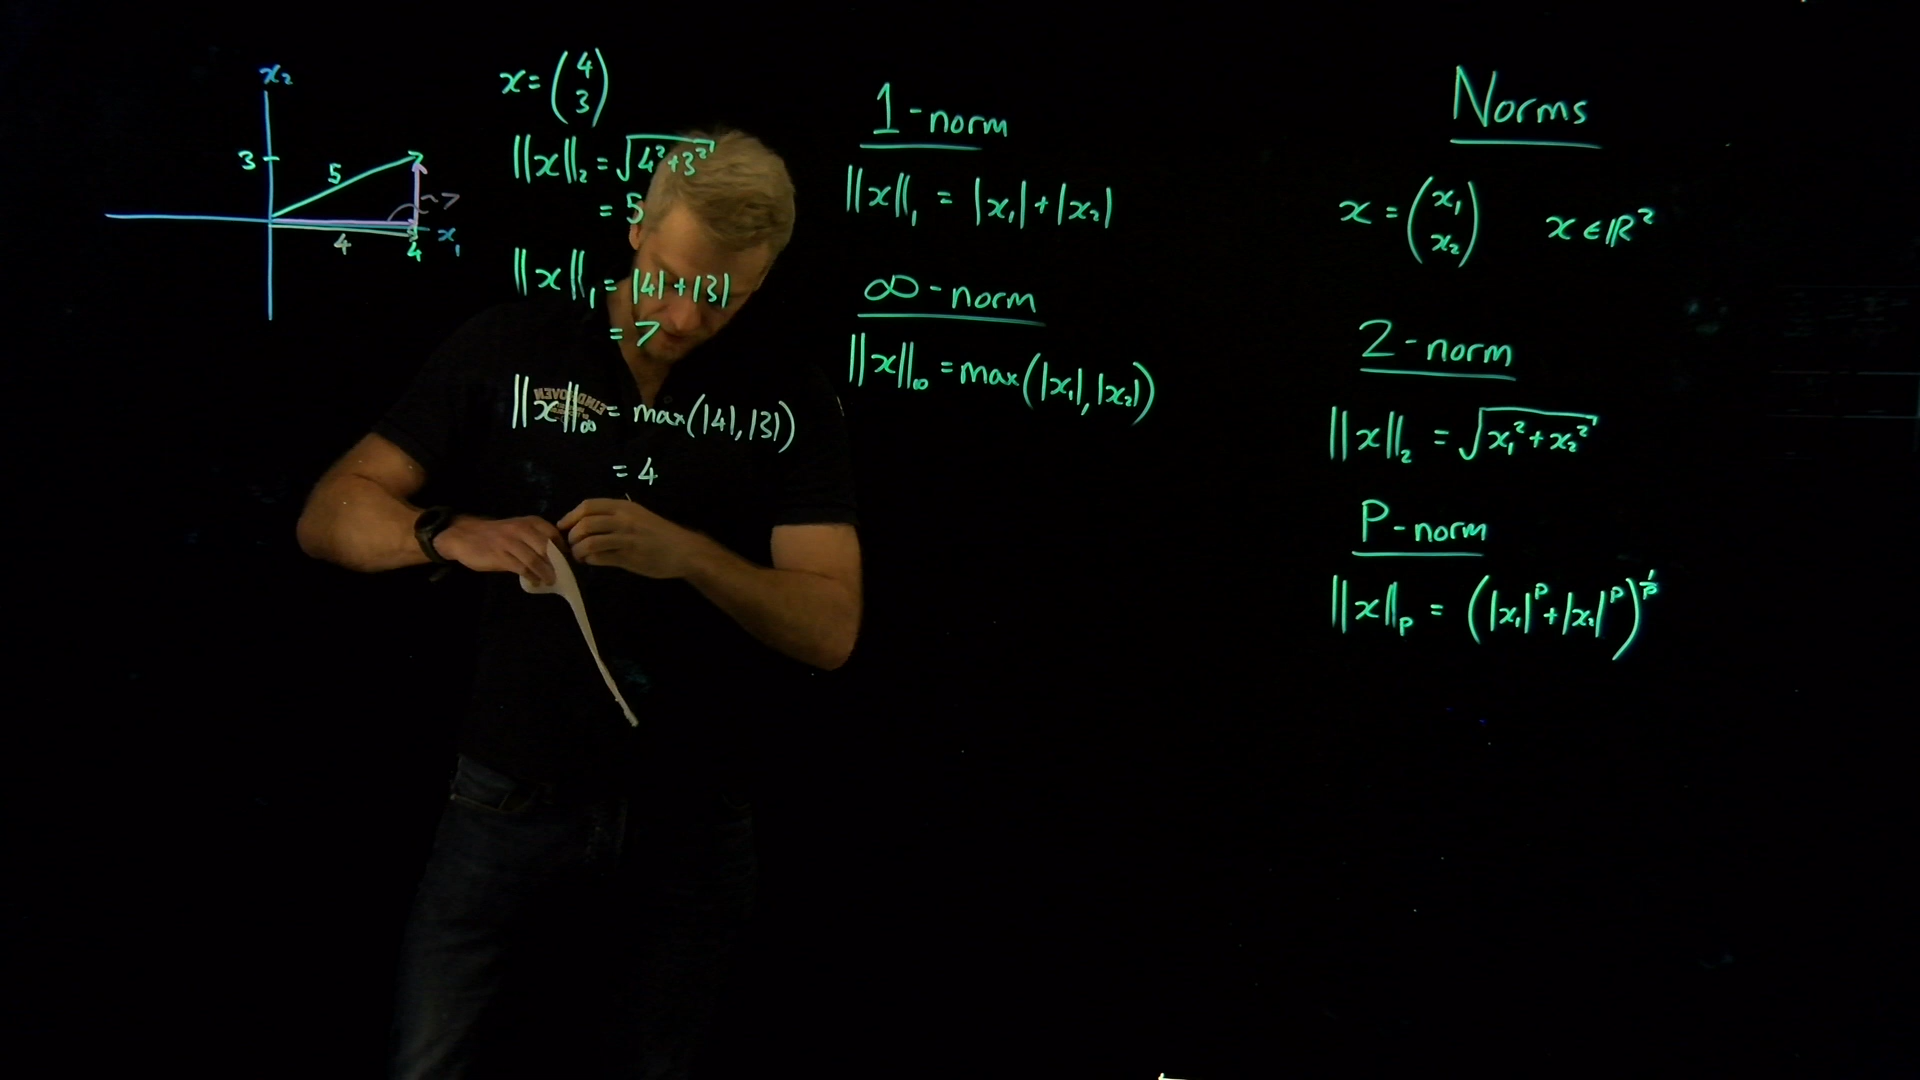 x₂
3
5
~7
4
4
x₁
x = (4 3)
||x||₂ = √(4² + 3²)
= 5
||x||₁ = |4| + |3|
= 7
||x||∞ = max(|4|, |3|)
= 4
1-norm
||x||₁ = |x₁| + |x₂|
∞-norm
||x||∞ = max(|x₁|, |x₂|)
Norms
x = (x₁ x₂) x ∈ ℝ²
2-norm
||x||₂ = √(x₁² + x₂²)
P-norm
||x||ₚ = (|x₁|ᵖ + |x₂|ᵖ)^(1/p)